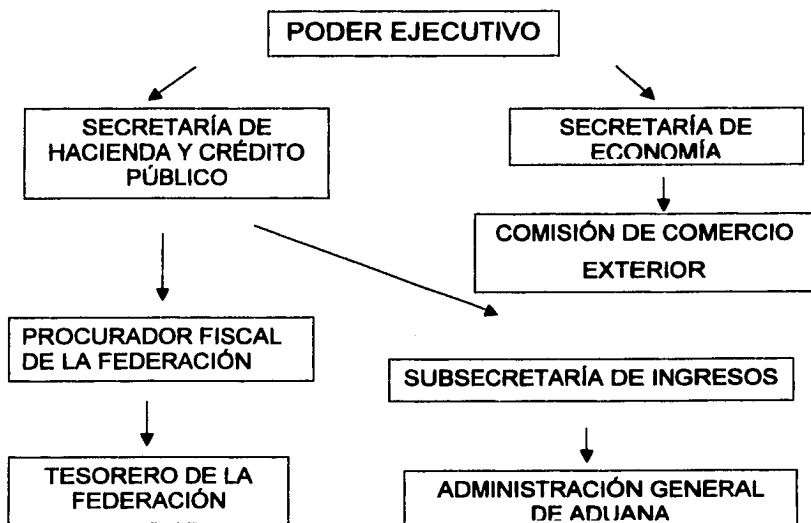 PODER EJECUTIVO
SECRETARÍA DE
HACIENDA Y CRÉDITO
PÚBLICO
SECRETARÍA DE
ECONOMÍA
COMISIÓN DE COMERCIO
EXTERIOR
PROCURADOR FISCAL
DE LA FEDERACIÓN
SUBSECRETARÍA DE INGRESOS
TESORERO DE LA
FEDERACIÓN
ADMINISTRACIÓN GENERAL
DE ADUANA